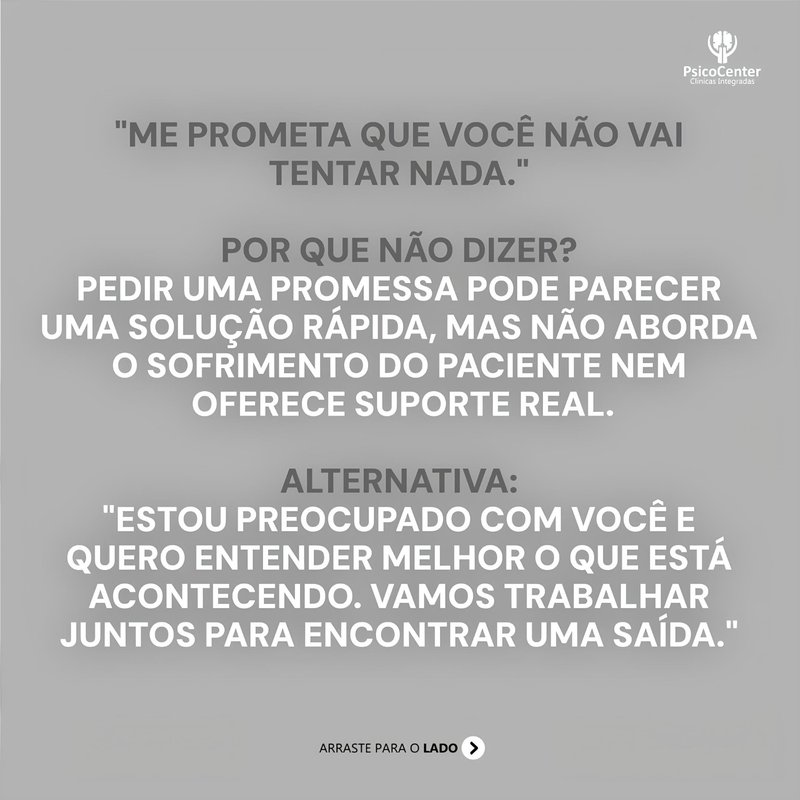 PsicoCenter
Clínicas Integradas
"ME PROMETA QUE VOCÊ NÃO VAI
TENTAR NADA."
POR QUE NÃO DIZER?
PEDIR UMA PROMESSA PODE PARECER
UMA SOLUÇÃO RÁPIDA, MAS NÃO ABORDA
O SOFRIMENTO DO PACIENTE NEM
OFERECE SUPORTE REAL.
ALTERNATIVA:
"ESTOU PREOCUPADO COM VOCÊ E
QUERO ENTENDER MELHOR O QUE ESTÁ
ACONTECENDO. VAMOS TRABALHAR
JUNTOS PARA ENCONTRAR UMA SAÍDA."
ARRASTE PARA O LADO